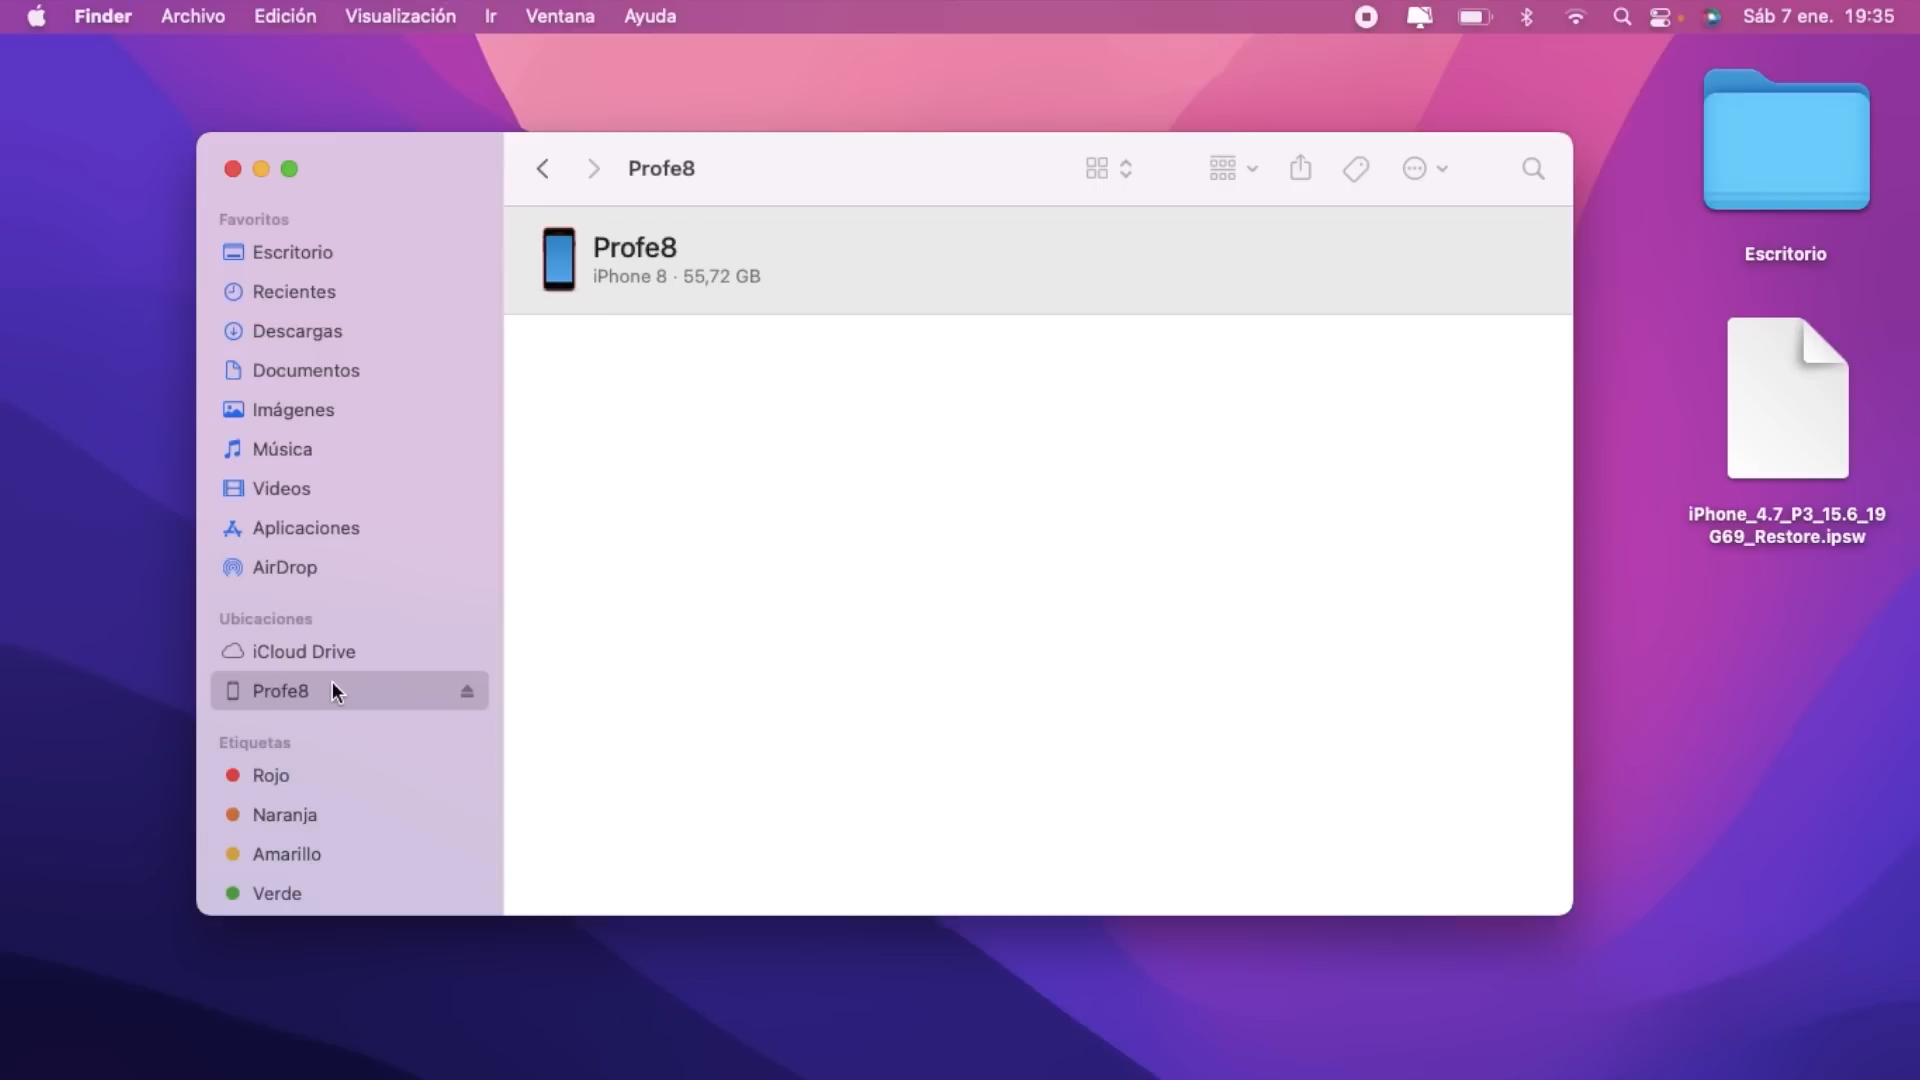 Finder Archivo Edición Visualización Ir Ventana Ayuda Sáb 7 ene. 19:35
Profe8
Profe8
iPhone 8 · 55,72 GB
Favoritos
Escritorio
Recientes
Descargas
Documentos
Imágenes
Música
Videos
Aplicaciones
AirDrop
Ubicaciones
iCloud Drive
Profe8
Etiquetas
Rojo
Naranja
Amarillo
Verde
Escritorio
iPhone_4.7_P3_15.6_19
G69_Restore.ipsw